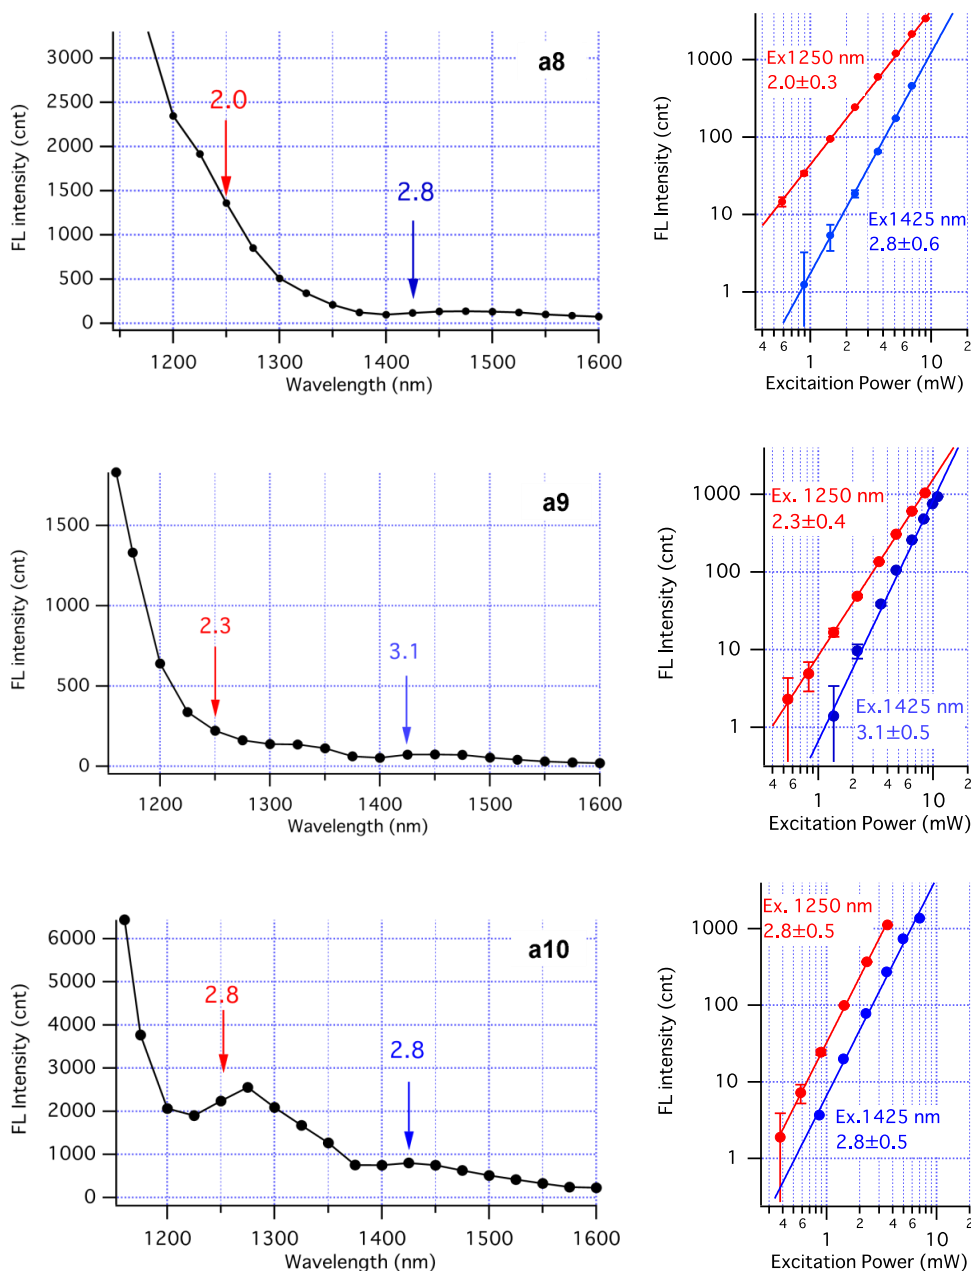 3000
2500
2000
1500
1000
500
0
FL intensity (cnt)
a8
2.0
2.8
1200 1300 1400 1500 1600
Wavelength (nm)
1000
100
10
1
FL Intensity (cnt)
Ex1250 nm
2.0±0.3
Ex1425 nm
2.8±0.6
4 6 2 4 6 2
1 10
Excitaition Power (mW)
1500
1000
500
0
FL intensity (cnt)
a9
2.3
3.1
1200 1300 1400 1500 1600
Wavelength (nm)
1000
100
10
1
FL Intensity (cnt)
Ex. 1250 nm
2.3±0.4
Ex.1425 nm
3.1±0.5
4 6 2 4 6 2
1 10
Excitation Power (mW)
6000
5000
4000
3000
2000
1000
0
FL Intensity (cnt)
a10
2.8
2.8
1200 1300 1400 1500 1600
Wavelength (nm)
1000
100
10
1
FL intensity (cnt)
Ex. 1250 nm
2.8±0.5
Ex.1425 nm
2.8±0.5
4 6 2 4 6 2
1 10
Excitation Power (mW)